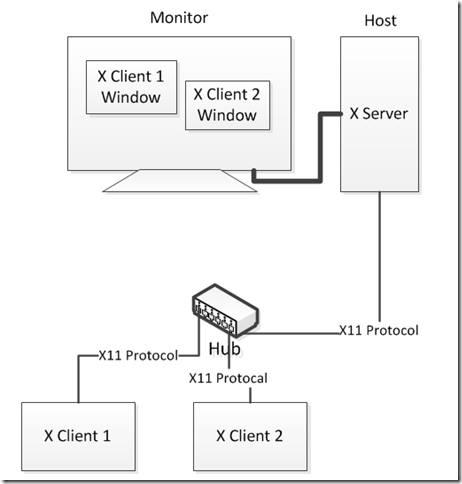 Monitor
Host
X Client 1
Window
X Client 2
Window
X Server
X11 Protocol
Hub
X11 Protocol
X11 Protocal
X Client 1
X Client 2